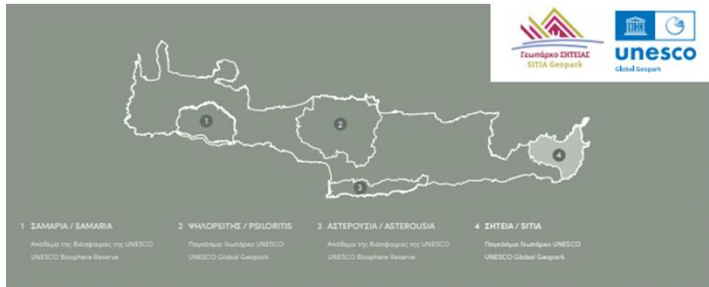 Γεωπάρκο ΣΗΤΕΙΑΣ
SITIA Geopark
unesco
Global Geopark
1
2
3
4
1 ΣΑΜΑΡΙΑ / SAMARIA
Απόθεμα της Βιόσφαιρας της UNESCO
UNESCO Biosphere Reserve
2 ΨΗΛΟΡΕΙΤΗΣ / PSILORITIS
Παγκόσμιο Γεωπάρκο UNESCO
UNESCO Global Geopark
3 ΑΣΤΕΡΟΥΣΙΑ / ASTEROUSIA
Απόθεμα της Βιόσφαιρας της UNESCO
UNESCO Biosphere Reserve
4 ΣΗΤΕΙΑ / SITIA
Παγκόσμιο Γεωπάρκο UNESCO
UNESCO Global Geopark